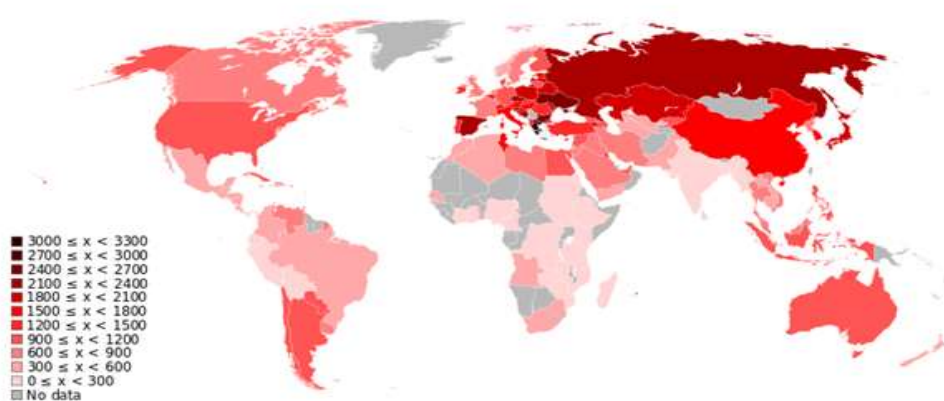 3000 ≤ x < 3300
2700 ≤ x < 3000
2400 ≤ x < 2700
2100 ≤ x < 2400
1800 ≤ x < 2100
1500 ≤ x < 1800
1200 ≤ x < 1500
900 ≤ x < 1200
600 ≤ x < 900
300 ≤ x < 600
0 ≤ x < 300
No data